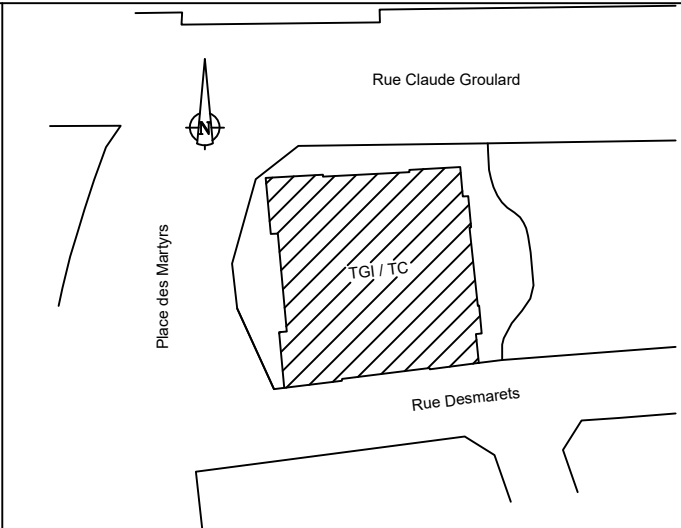 Rue Claude Groulard
N
Place des Martyrs
TGI / TC
Rue Desmarets